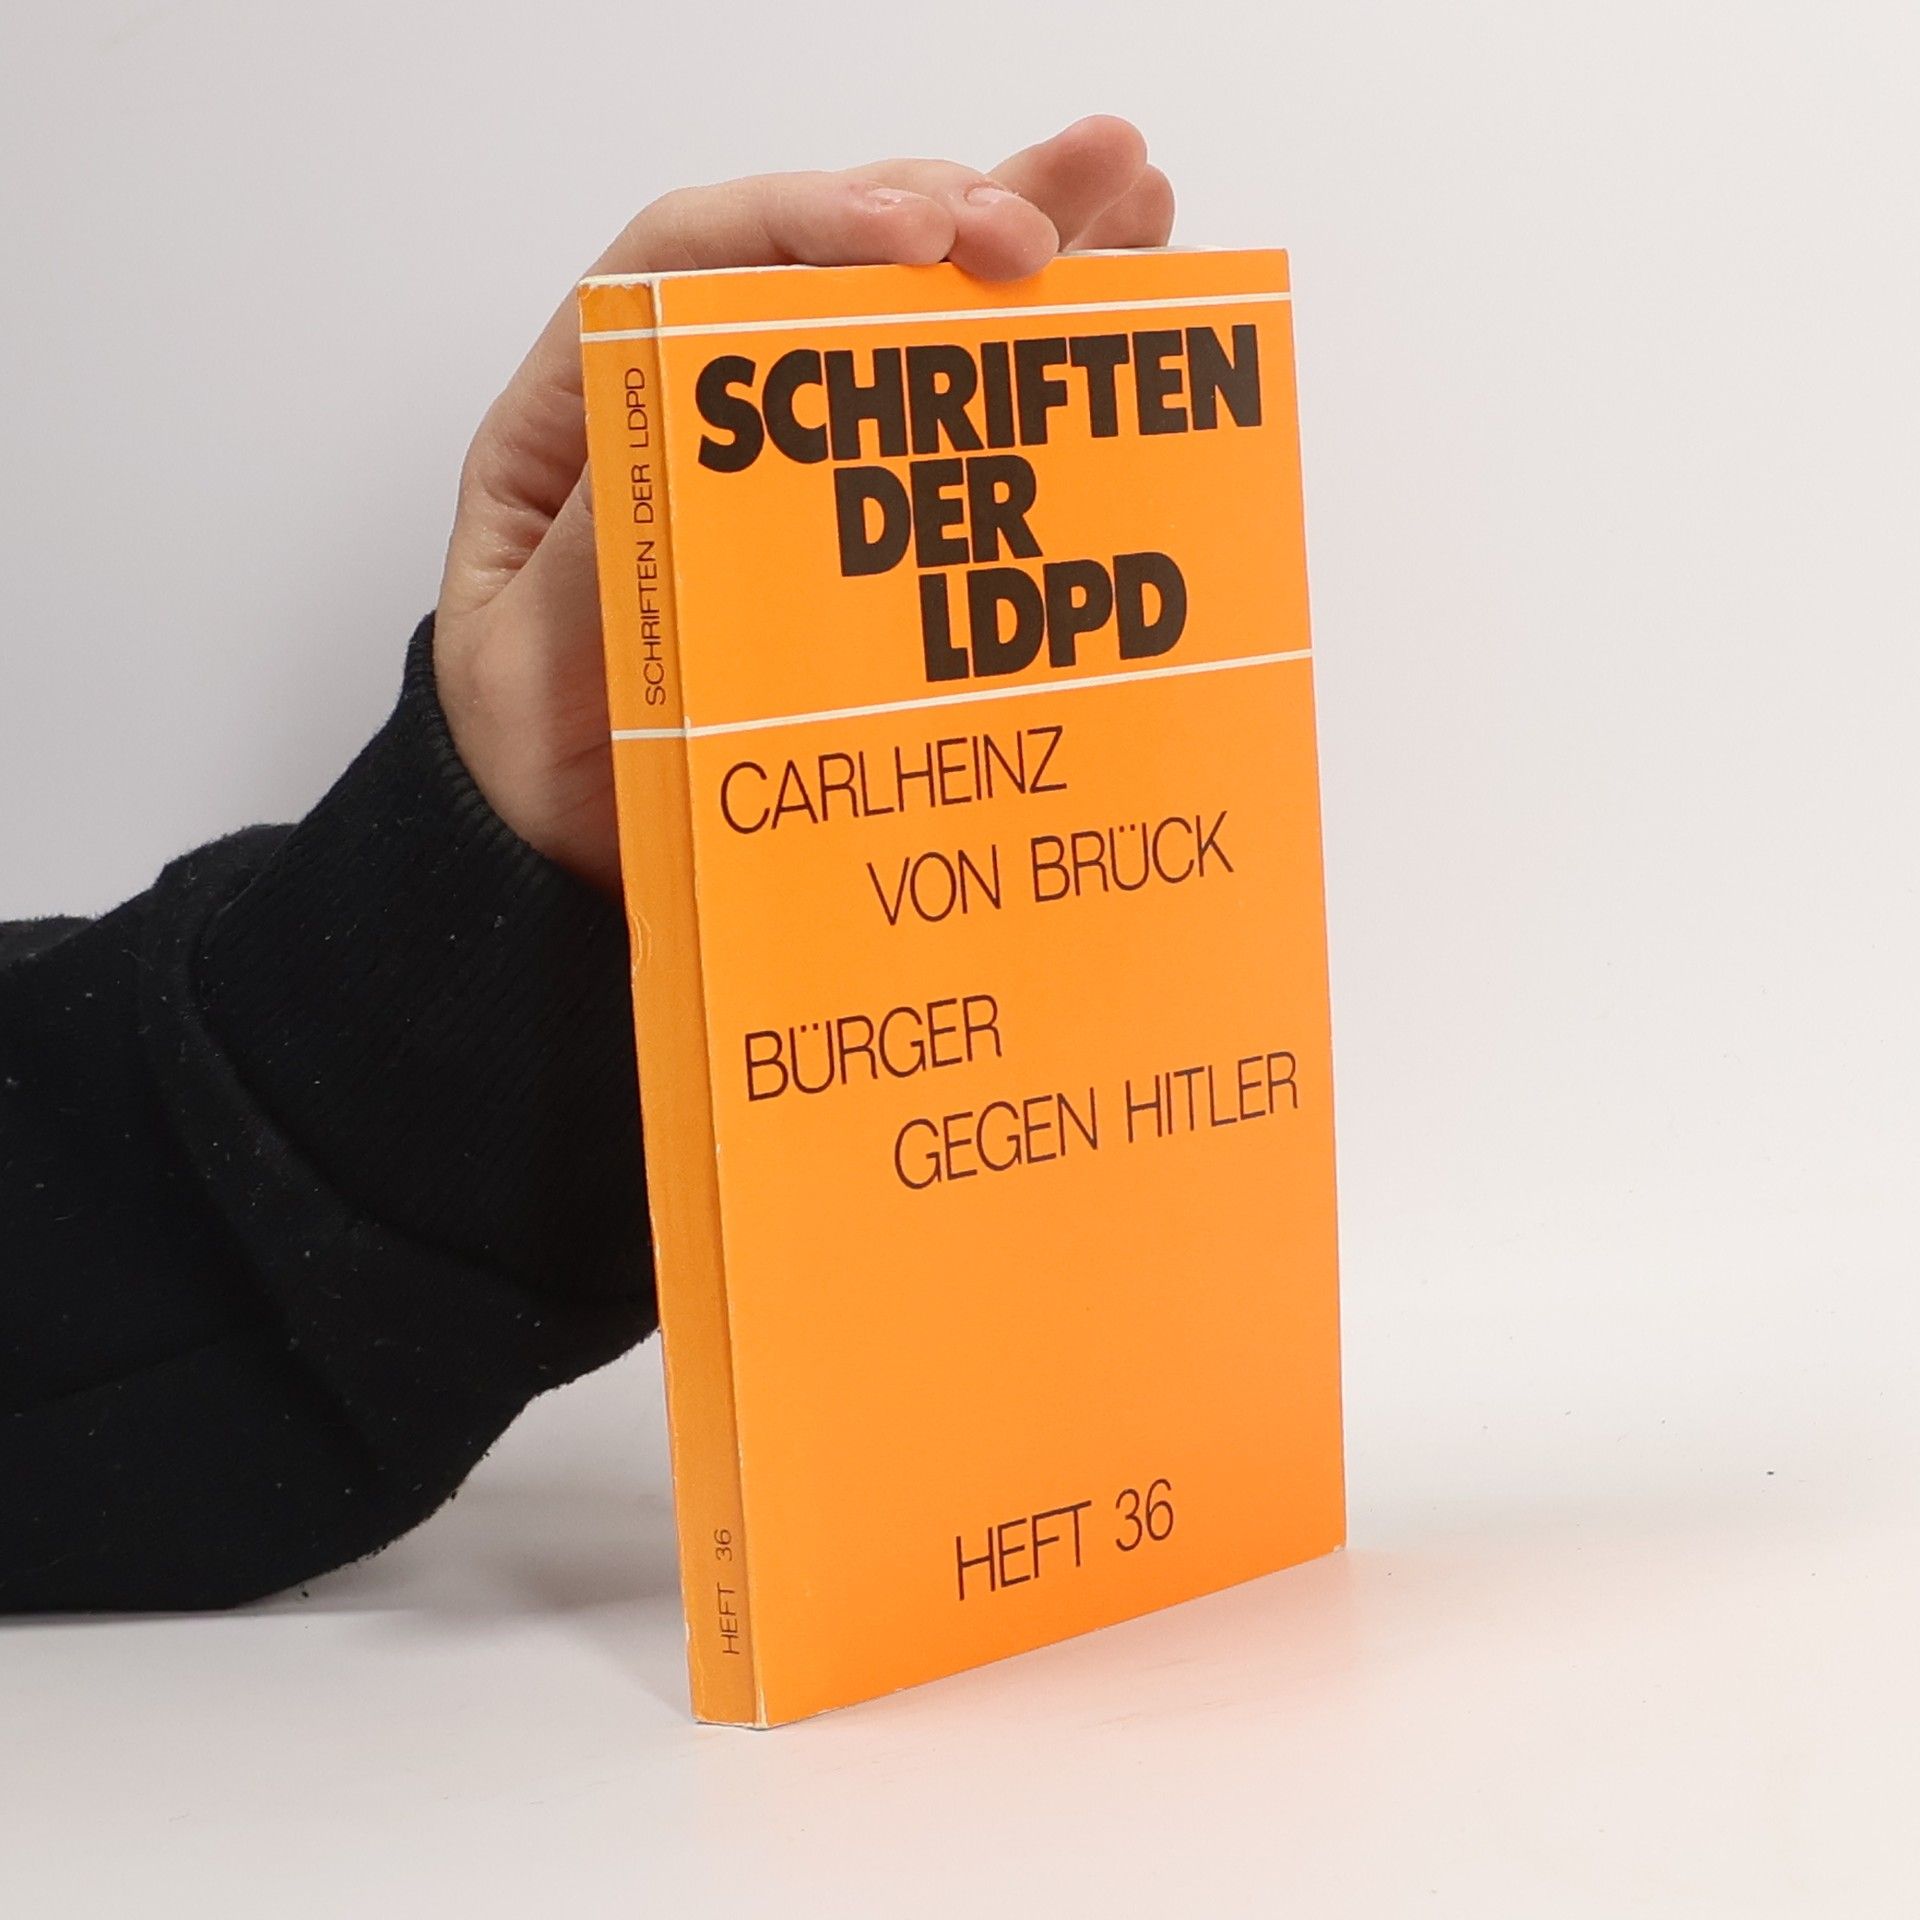 SCHRIFTEN DER LDPD
HEFT 36
SCHRIFTEN
DER
LDPD
CARLHEINZ
VON BRÜCK
BÜRGER
GEGEN HITLER
HEFT 36